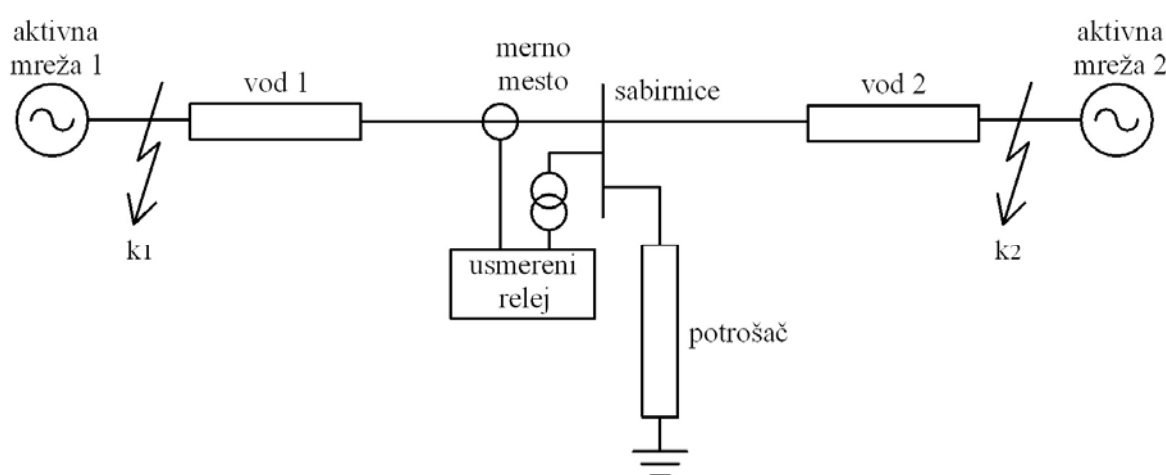 aktivna
mreža 1
vod 1
merno
mesto
sabirnice
vod 2
aktivna
mreža 2
k1
usmereni
relej
k2
potrošač